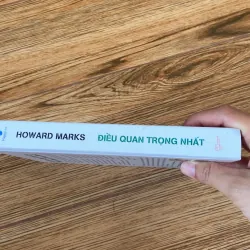 HOWARD MARKS ĐIỀU QUAN TRỌNG NHẤT